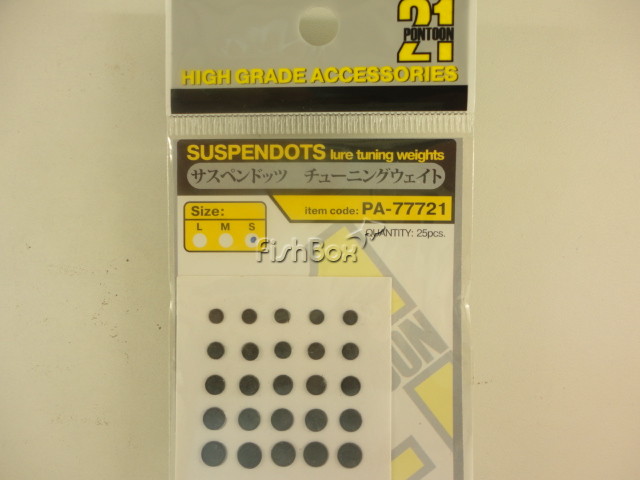 21
PONTOON
HIGH GRADE ACCESSORIES
SUSPENDOTS lure tuning weights
サスペンドッツ チューニングウェイト
Size:
L M S
item code: PA-77721
QUANTITY: 25pcs.
FishBox